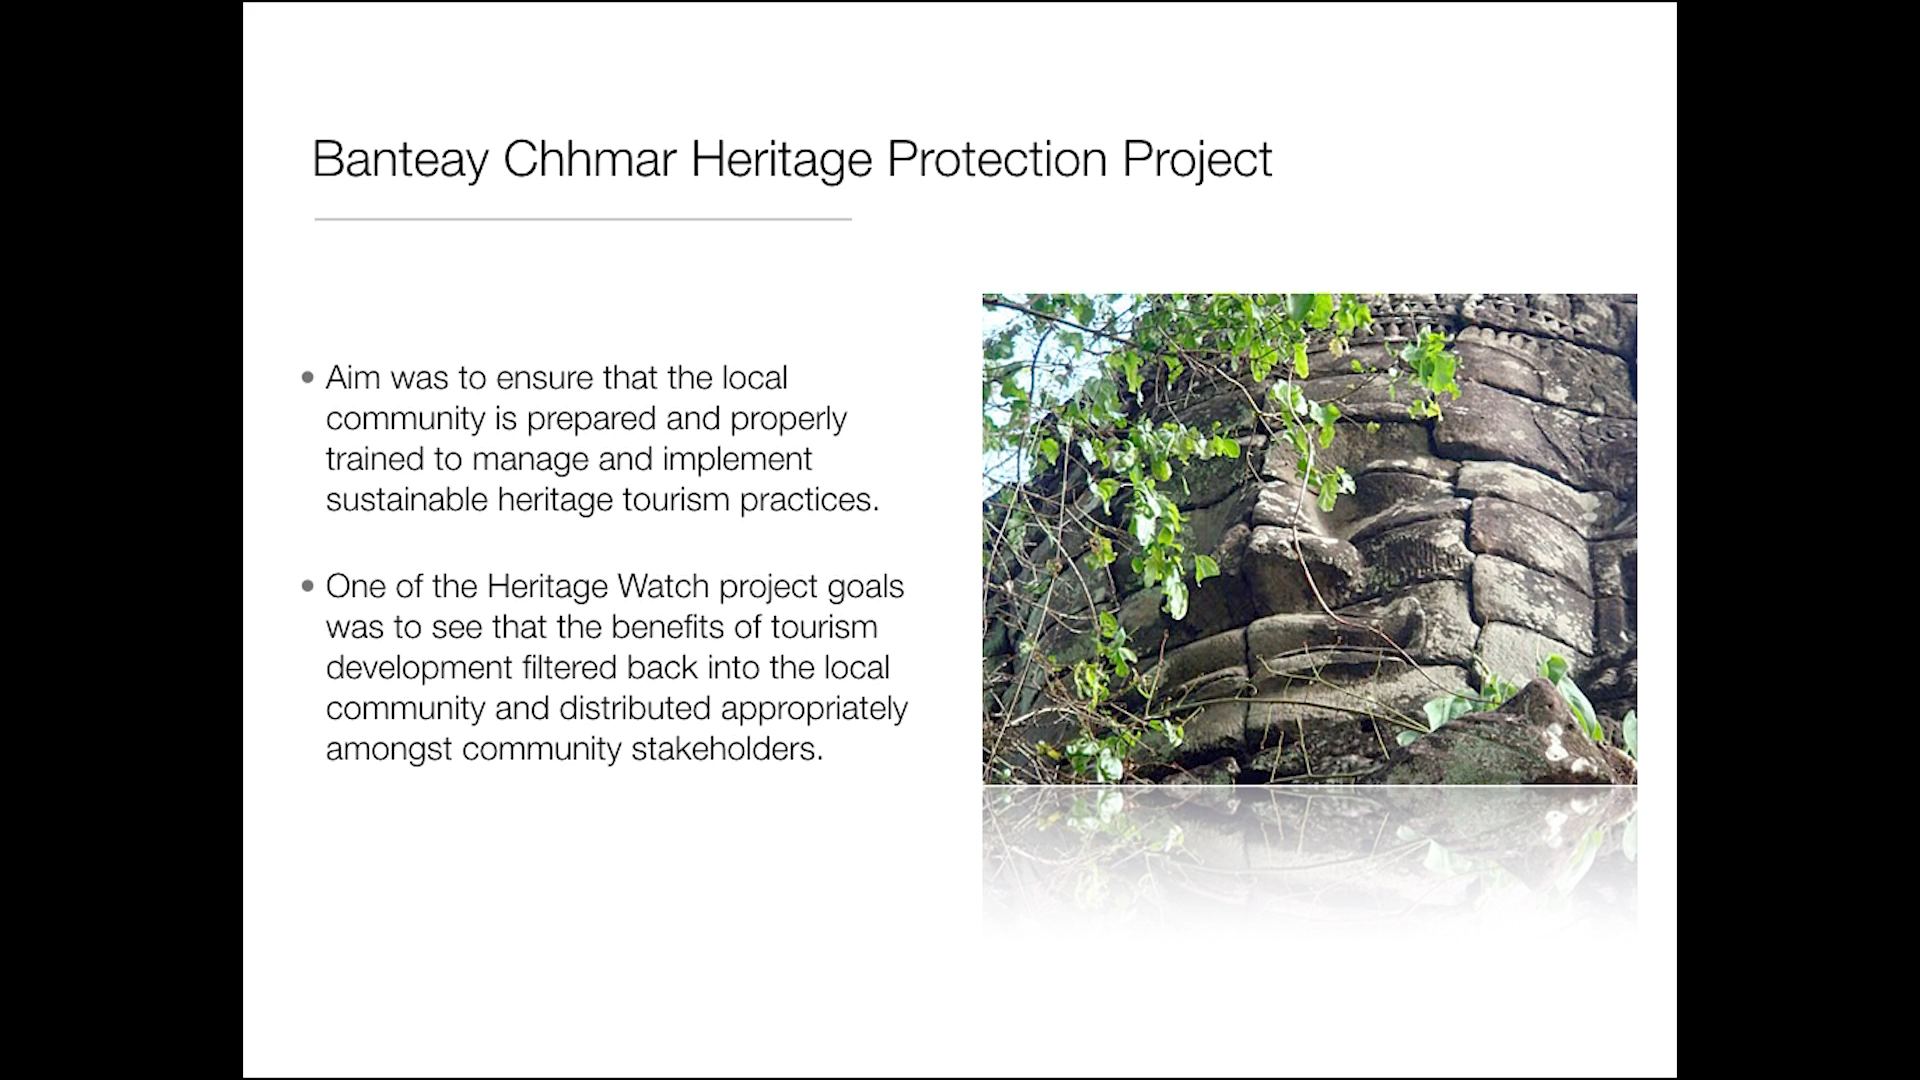 Banteay Chhmar Heritage Protection Project
• Aim was to ensure that the local
community is prepared and properly
trained to manage and implement
sustainable heritage tourism practices.
• One of the Heritage Watch project goals
was to see that the benefits of tourism
development filtered back into the local
community and distributed appropriately
amongst community stakeholders.